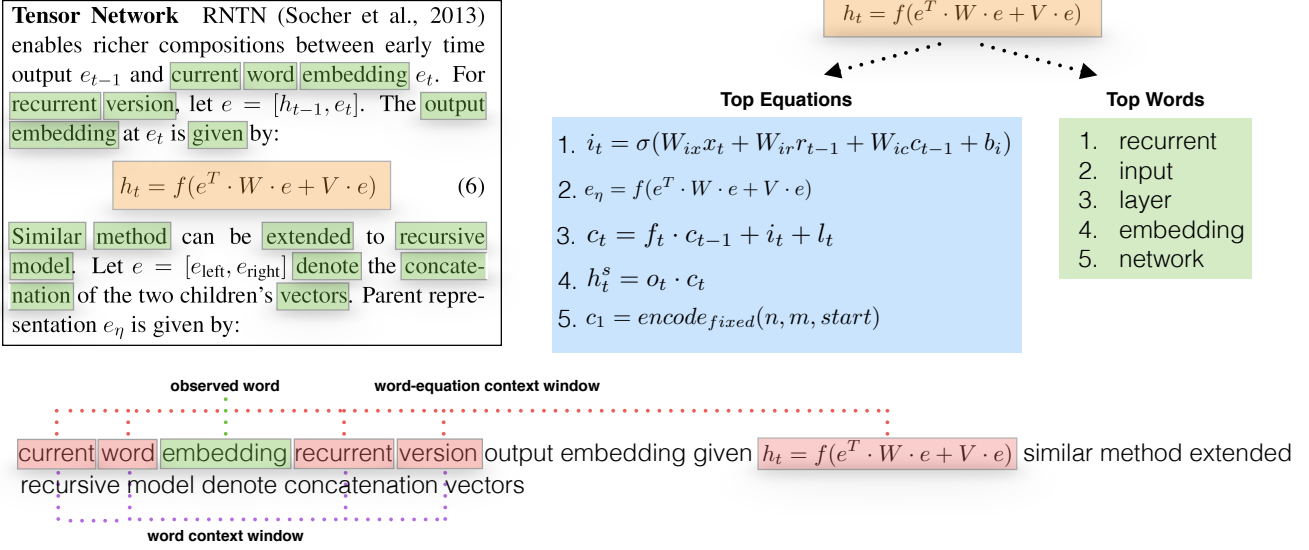 Tensor Network RNTN (Socher et al., 2013)
enables richer compositions between early time
output e_{t−1} and current word embedding e_t. For
recurrent version, let e = [h_{t−1}, e_t]. The output
embedding at e_t is given by:
h_t = f(e^T · W · e + V · e) (6)
Similar method can be extended to recursive
model. Let e = [e_{left}, e_{right}] denote the concate-
nation of the two children's vectors. Parent repre-
sentation e_η is given by:
h_t = f(e^T · W · e + V · e)
Top Equations
1. i_t = σ(W_{ix}x_t + W_{ir}r_{t−1} + W_{ic}c_{t−1} + b_i)
2. e_η = f(e^T · W · e + V · e)
3. c_t = f_t · c_{t−1} + i_t + l_t
4. h_t^s = o_t · c_t
5. c_1 = encode_{fixed}(n, m, start)
Top Words
1. recurrent
2. input
3. layer
4. embedding
5. network
observed word
word-equation context window
current word embedding recurrent version output embedding given h_t = f(e^T · W · e + V · e) similar method extended
recursive model denote concatenation vectors
word context window